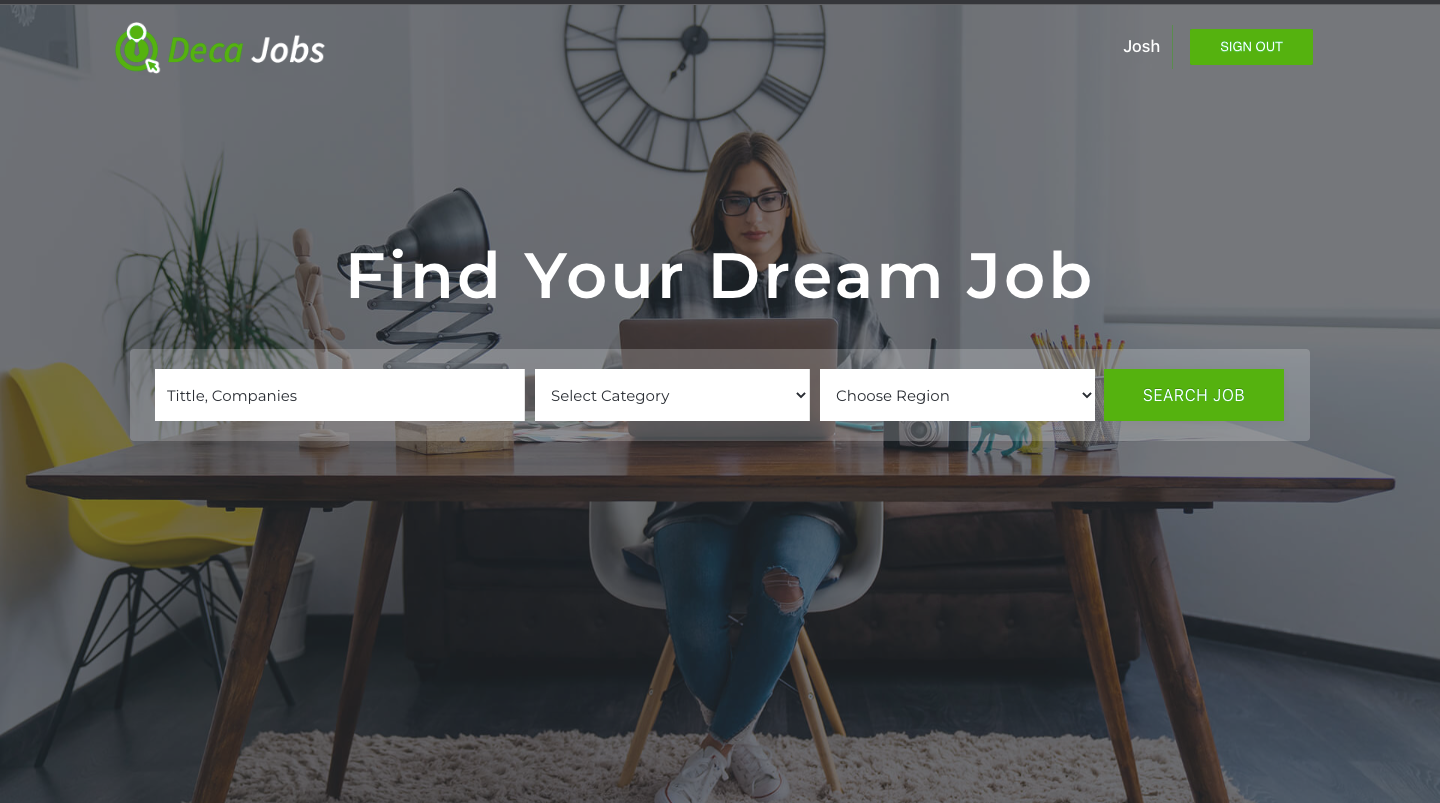 Deca Jobs
Josh
SIGN OUT
Find Your Dream Job
Tittle, Companies
Select Category
Choose Region
SEARCH JOB